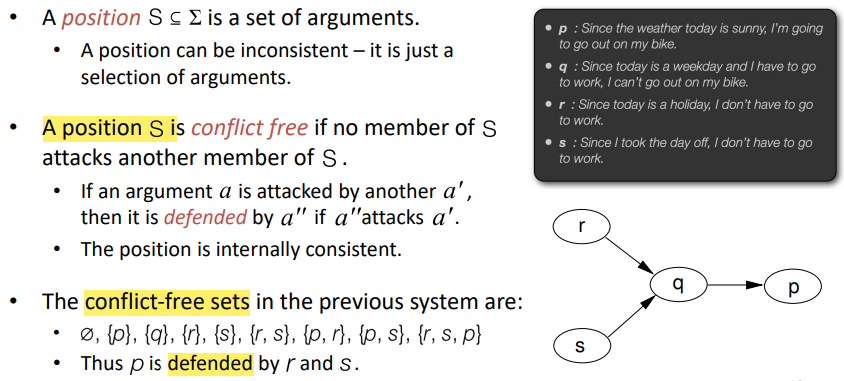 • A position S ⊆ Σ is a set of arguments.
• A position can be inconsistent – it is just a
selection of arguments.
• A position S is conflict free if no member of S
attacks another member of S .
• If an argument a is attacked by another a′,
then it is defended by a″ if a″attacks a′.
• The position is internally consistent.
• The conflict-free sets in the previous system are:
• ∅, {p}, {q}, {r}, {s}, {r, s}, {p, r}, {p, s}, {r, s, p}
• Thus p is defended by r and s.
• p : Since the weather today is sunny, I'm going
to go out on my bike.
• q : Since today is a weekday and I have to go
to work, I can't go out on my bike.
• r : Since today is a holiday, I don't have to go
to work.
• s : Since I took the day off, I don't have to go
to work.
r
q
p
s